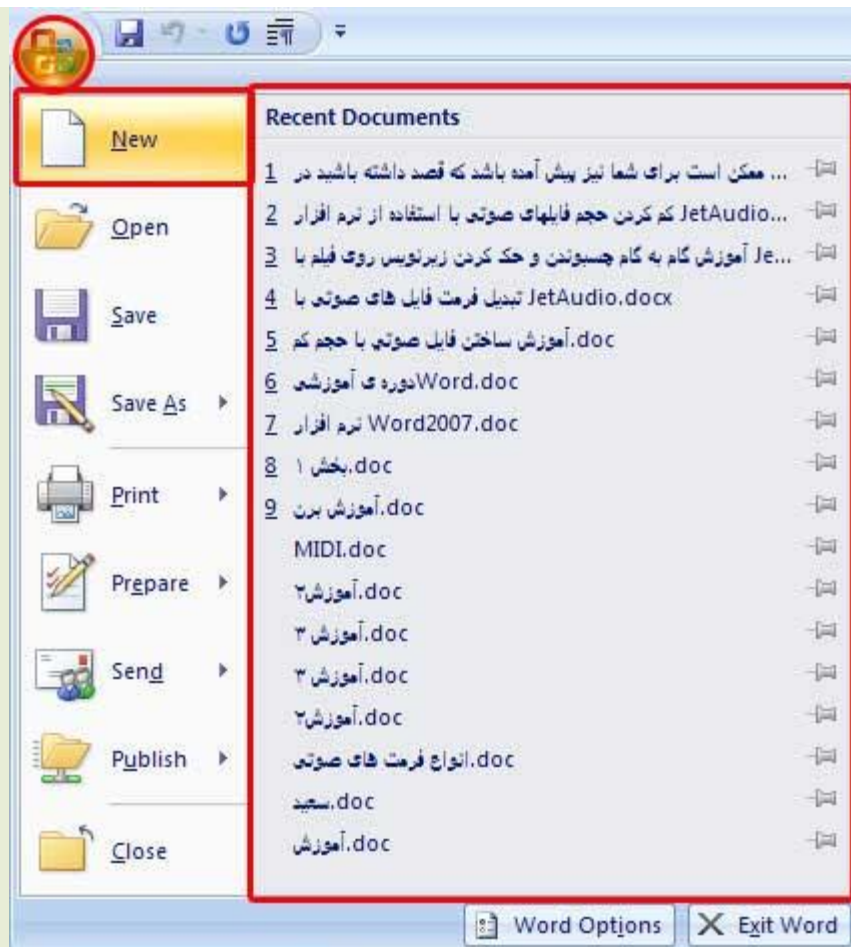 New
Open
Save
Save As
Print
Prepare
Send
Publish
Close
Recent Documents
1 ممکن است برای شما نیز پیش آمده باشد که قصد داشته باشید در ...
2 کم کردن حجم فایلهای صوتی با استفاده از نرم افزار JetAudio...
3 آموزش گام به گام چسبوندن و حک کردن زیرنویس روی فیلم با Je...
4 تبدیل فرمت فایل های صوتی با JetAudio.docx
5 آموزش ساختن فایل صوتی با حجم کم.doc
6 دوره ی آموزشی Word.doc
7 نرم افزار Word2007.doc
8 بخش ۱.doc
9 آموزش برن.doc
MIDI.doc
آموزش۲.doc
آموزش ۳.doc
آموزش ۳.doc
آموزش۲.doc
انواع فرمت های صوتی.doc
سعید.doc
آموزش.doc
Word Options
Exit Word